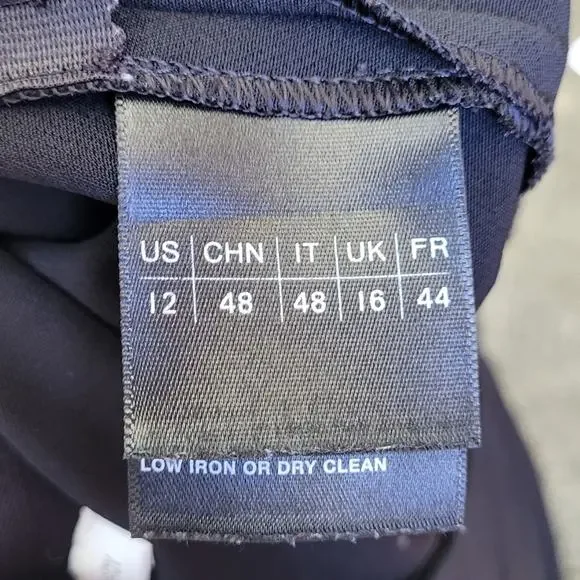 US CHN IT UK FR
12 48 48 16 44
LOW IRON OR DRY CLEAN